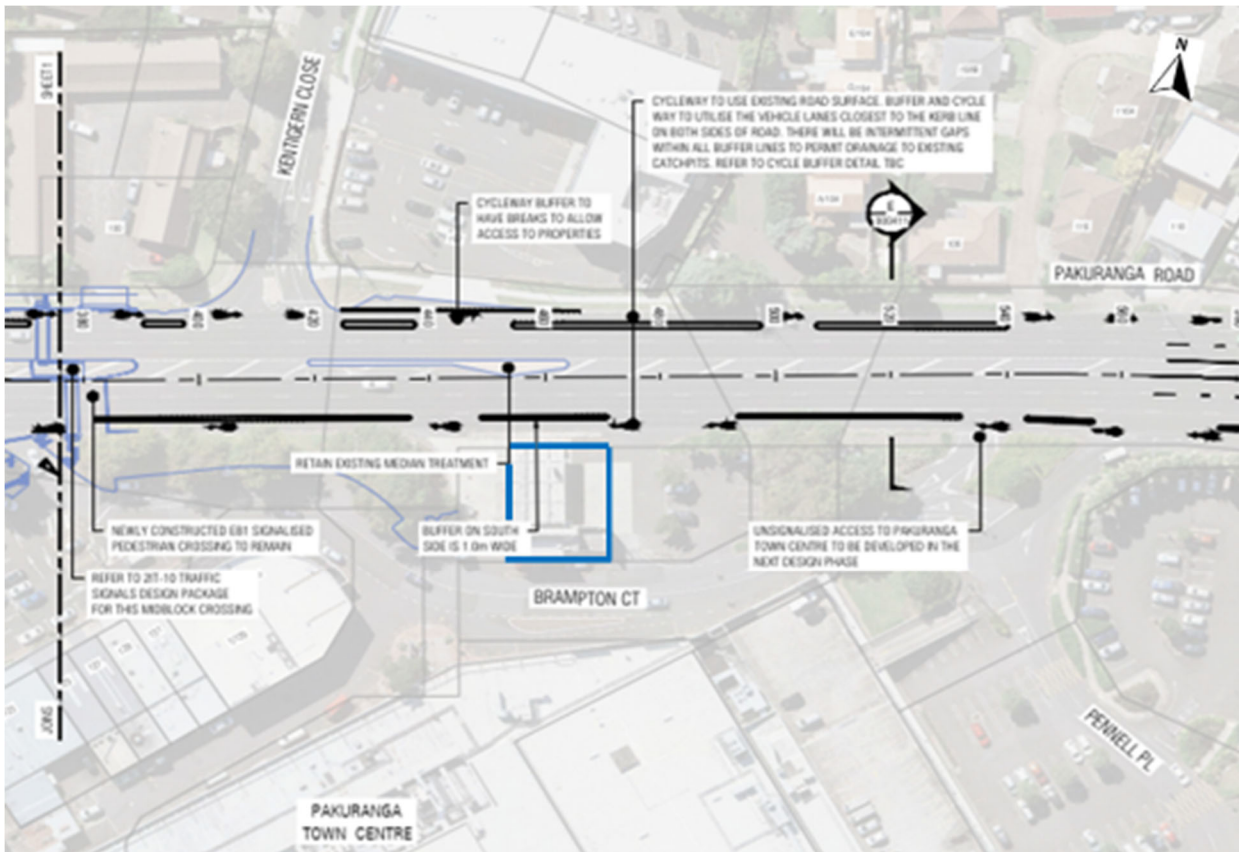 N
KENTIGERN CLOSE
CYCLEWAY TO USE EXISTING ROAD SURFACE. BUFFER AND CYCLE
WAY TO UTILISE THE VEHICLE LANES CLOSEST TO THE KERB LINE
ON BOTH SIDES OF ROAD. THERE WILL BE INTERMITTENT GAPS
WITHIN ALL BUFFER LINES TO PERMIT DRAINAGE TO EXISTING
CATCHPITS. REFER TO CYCLE BUFFER DETAIL TBC
CYCLEWAY BUFFER TO
HAVE BREAKS TO ALLOW
ACCESS TO PROPERTIES
E
PAKURANGA ROAD
500
520
540
RETAIN EXISTING MEDIAN TREATMENT
NEWLY CONSTRUCTED EB1 SIGNALISED
PEDESTRIAN CROSSING TO REMAIN
BUFFER ON SOUTH
SIDE IS 1.0m WIDE
UNSIGNALISED ACCESS TO PAKURANGA
TOWN CENTRE TO BE DEVELOPED IN THE
NEXT DESIGN PHASE
REFER TO 2IT-10 TRAFFIC
SIGNALS DESIGN PACKAGE
FOR THIS MIDBLOCK CROSSING
BRAMPTON CT
PENNELL PL
PAKURANGA
TOWN CENTRE